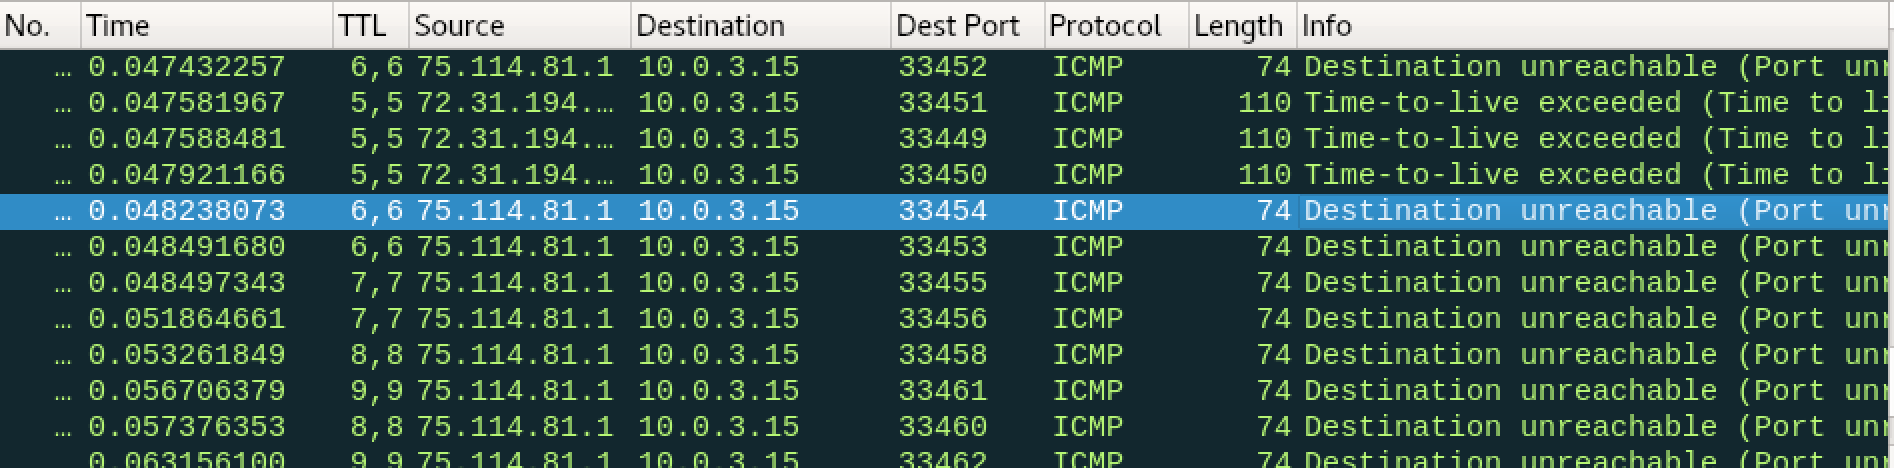 No. Time TTL Source Destination Dest Port Protocol Length Info
… 0.047432257 6,6 75.114.81.1 10.0.3.15 33452 ICMP 74 Destination unreachable (Port unr
… 0.047581967 5,5 72.31.194.… 10.0.3.15 33451 ICMP 110 Time-to-live exceeded (Time to li
… 0.047588481 5,5 72.31.194.… 10.0.3.15 33449 ICMP 110 Time-to-live exceeded (Time to li
… 0.047921166 5,5 72.31.194.… 10.0.3.15 33450 ICMP 110 Time-to-live exceeded (Time to li
… 0.048238073 6,6 75.114.81.1 10.0.3.15 33454 ICMP 74 Destination unreachable (Port unr
… 0.048491680 6,6 75.114.81.1 10.0.3.15 33453 ICMP 74 Destination unreachable (Port unr
… 0.048497343 7,7 75.114.81.1 10.0.3.15 33455 ICMP 74 Destination unreachable (Port unr
… 0.051864661 7,7 75.114.81.1 10.0.3.15 33456 ICMP 74 Destination unreachable (Port unr
… 0.053261849 8,8 75.114.81.1 10.0.3.15 33458 ICMP 74 Destination unreachable (Port unr
… 0.056706379 9,9 75.114.81.1 10.0.3.15 33461 ICMP 74 Destination unreachable (Port unr
… 0.057376353 8,8 75.114.81.1 10.0.3.15 33460 ICMP 74 Destination unreachable (Port unr
… 0.063156100 9,9 75.114.81.1 10.0.3.15 33462 ICMP 74 Destination unreachable (Port unr